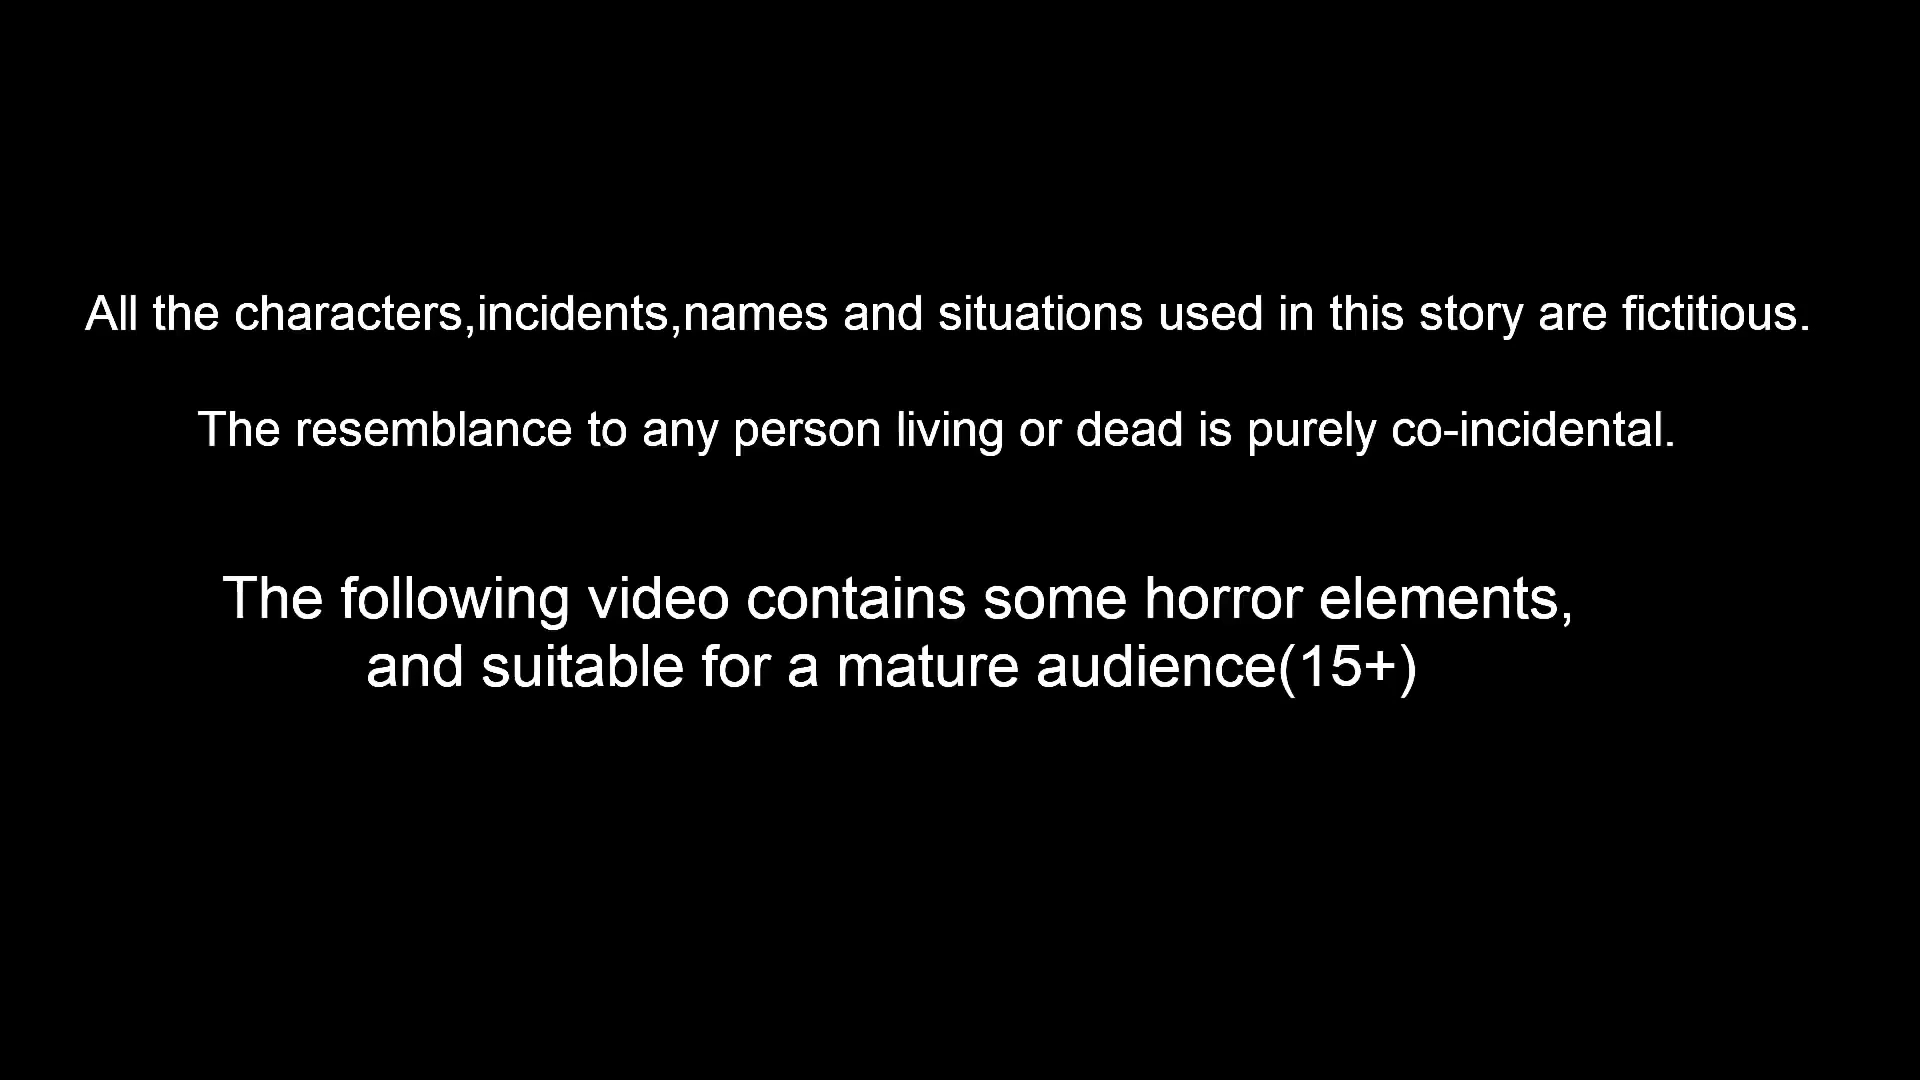 All the characters,incidents,names and situations used in this story are fictitious.
The resemblance to any person living or dead is purely co-incidental.
The following video contains some horror elements,
and suitable for a mature audience(15+)